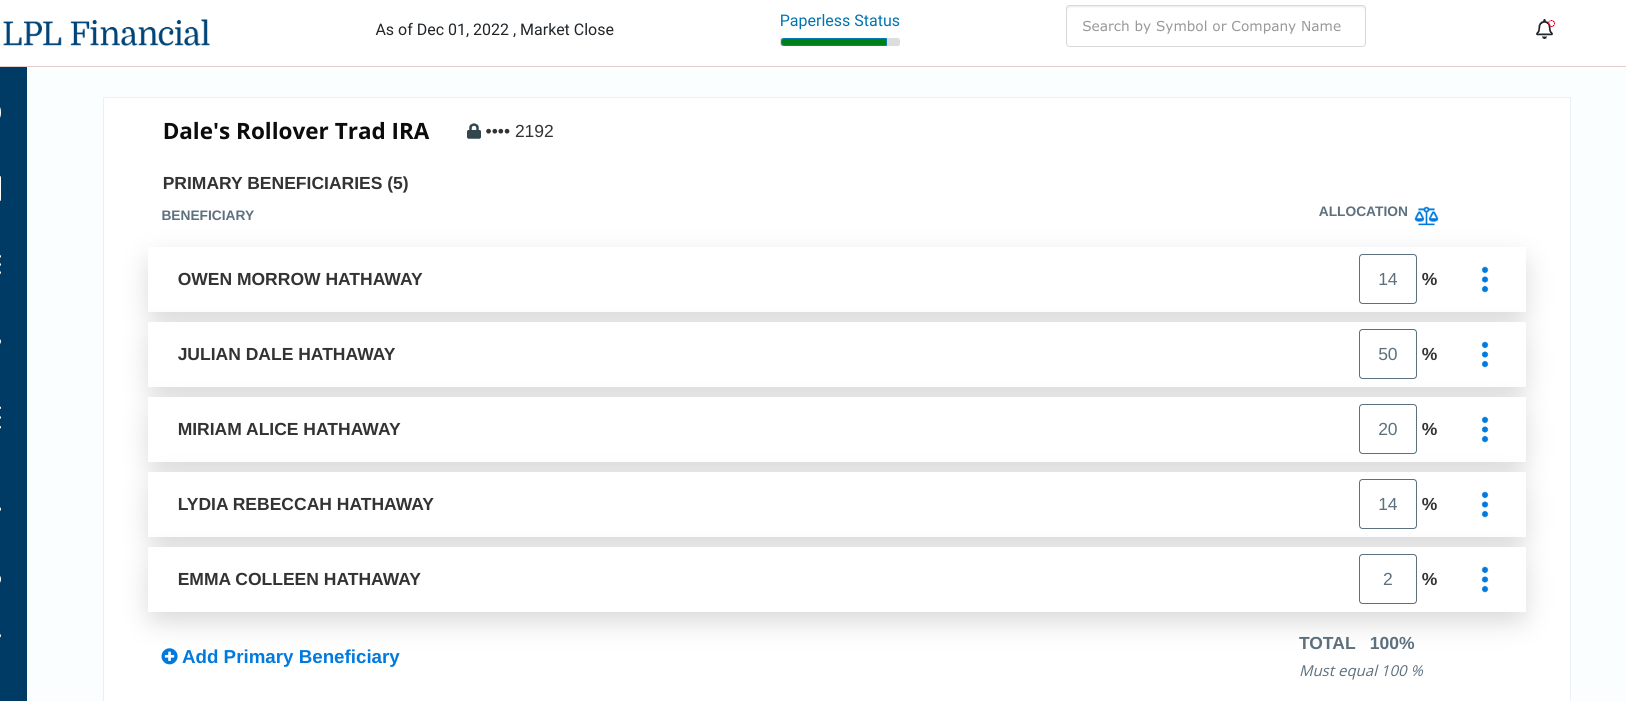 LPL Financial
As of Dec 01, 2022 , Market Close
Paperless Status
Search by Symbol or Company Name
Dale's Rollover Trad IRA •••• 2192
PRIMARY BENEFICIARIES (5)
BENEFICIARY ALLOCATION
OWEN MORROW HATHAWAY 14 %
JULIAN DALE HATHAWAY 50 %
MIRIAM ALICE HATHAWAY 20 %
LYDIA REBECCAH HATHAWAY 14 %
EMMA COLLEEN HATHAWAY 2 %
Add Primary Beneficiary
TOTAL 100%
Must equal 100 %